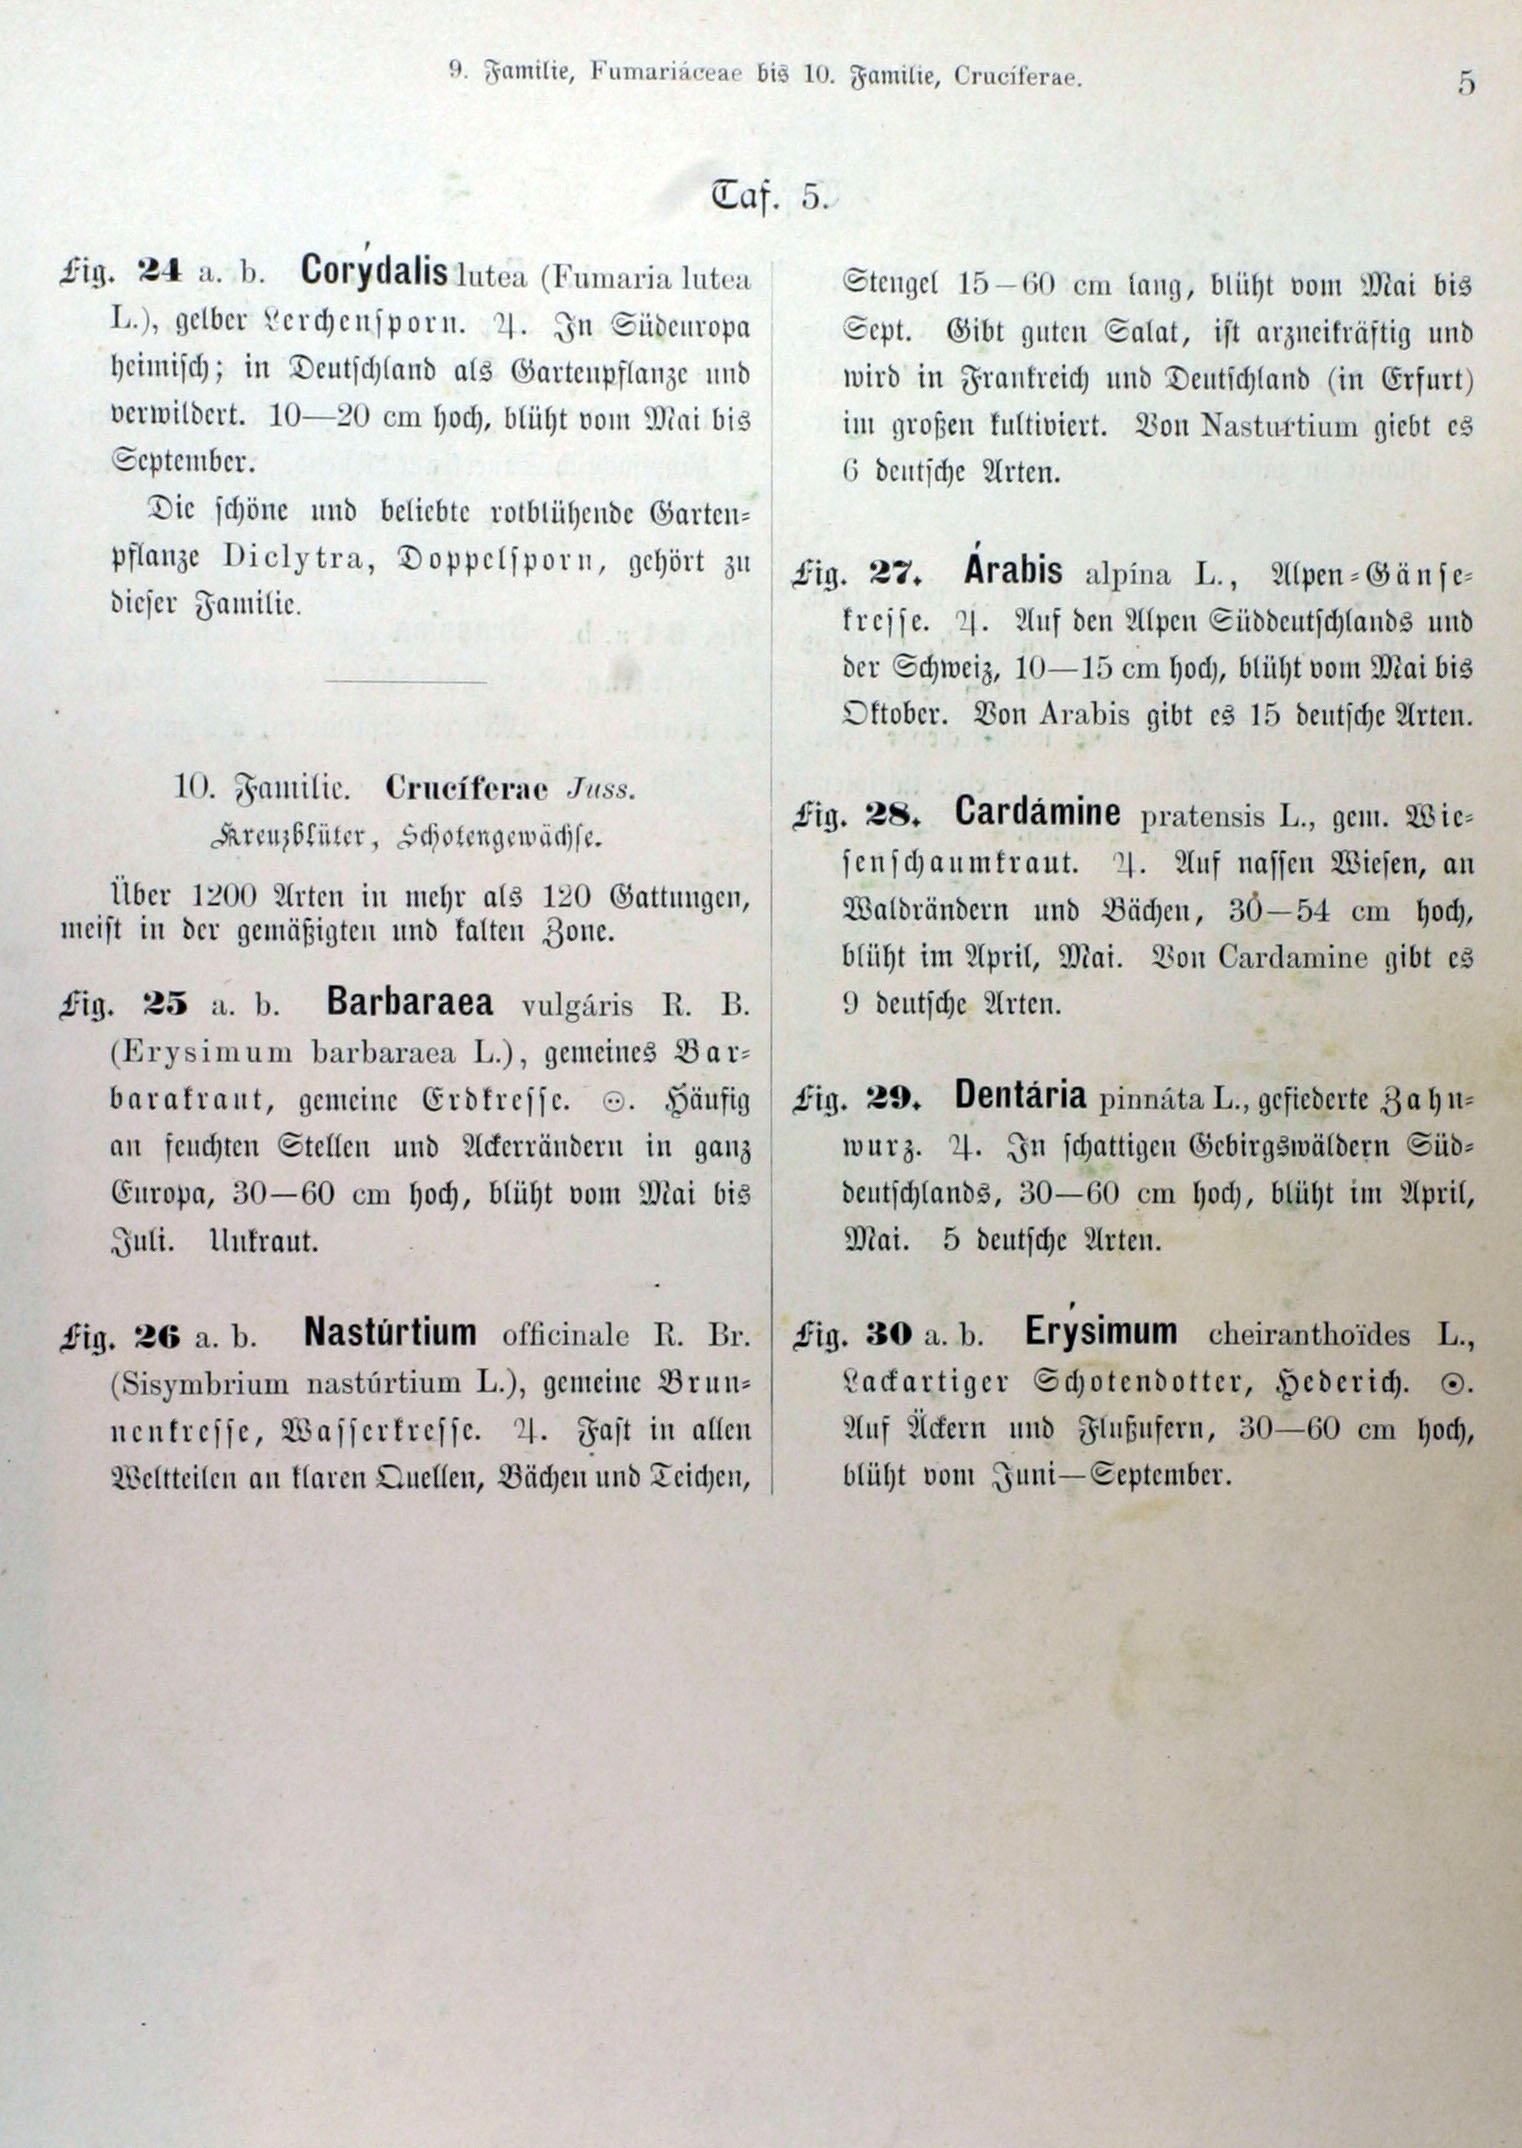 9. Familie, Fumariáceae bis 10. Familie, Crucíferae.
5
Taf. 5.
Fig. 24 a. b. Corýdalis lutea (Fumaria lutea
L.), gelber Lerchensporn. ♃. In Südeuropa
heimisch; in Deutschland als Gartenpflanze und
verwildert. 10—20 cm hoch, blüht vom Mai bis
September.
Die schöne und beliebte rotblühende Garten-
pflanze Diclytra, Doppelsporn, gehört zu
dieser Familie.
10. Familie. Crucíferae Juss.
Kreuzblüter, Schotengewächse.
Über 1200 Arten in mehr als 120 Gattungen,
meist in der gemäßigten und kalten Zone.
Fig. 25 a. b. Barbaraea vulgáris R. B.
(Erysimum barbaraea L.), gemeines Bar-
barakraut, gemeine Erdkresse. ⚇. Häufig
an feuchten Stellen und Ackerrändern in ganz
Europa, 30—60 cm hoch, blüht vom Mai bis
Juli. Unkraut.
Fig. 26 a. b. Nastúrtium officinale R. Br.
(Sisymbrium nastúrtium L.), gemeine Brun-
nenkresse, Wasserkresse. ♃. Fast in allen
Weltteilen an klaren Quellen, Bächen und Teichen,
Stengel 15—60 cm lang, blüht vom Mai bis
Sept. Gibt guten Salat, ist arzneikräftig und
wird in Frankreich und Deutschland (in Erfurt)
im großen kultiviert. Von Nasturtium giebt es
6 deutsche Arten.
Fig. 27. Árabis alpína L., Alpen-Gänse-
kresse. ♃. Auf den Alpen Süddeutschlands und
der Schweiz, 10—15 cm hoch, blüht vom Mai bis
Oktober. Von Arabis gibt es 15 deutsche Arten.
Fig. 28. Cardámine pratensis L., gem. Wie-
senschaumkraut. ♃. Auf nassen Wiesen, an
Waldrändern und Bächen, 30—54 cm hoch,
blüht im April, Mai. Von Cardamine gibt es
9 deutsche Arten.
Fig. 29. Dentária pinnáta L., gefiederte Zahn-
wurz. ♃. In schattigen Gebirgswäldern Süd-
deutschlands, 30—60 cm hoch, blüht im April,
Mai. 5 deutsche Arten.
Fig. 30 a. b. Erýsimum cheiranthoïdes L.,
Lackartiger Schotendotter, Hederich. ☉.
Auf Äckern und Flußufern, 30—60 cm hoch,
blüht vom Juni—September.